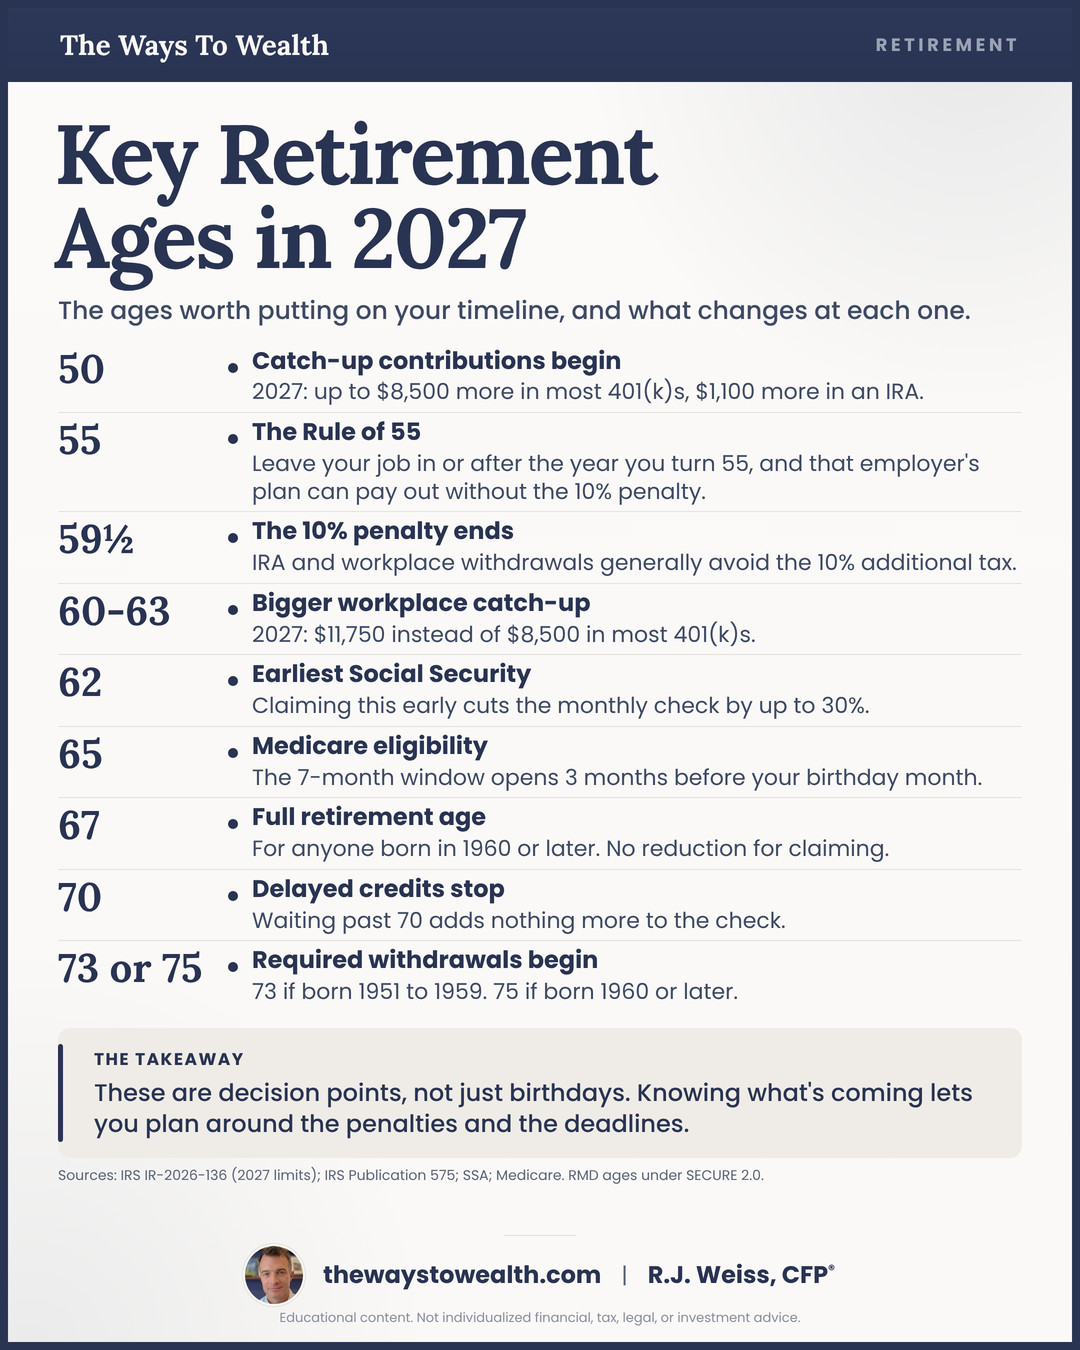 The Ways To Wealth
RETIREMENT
Key Retirement
Ages in 2027
The ages worth putting on your timeline, and what changes at each one.
50
• Catch-up contributions begin
2027: up to $8,500 more in most 401(k)s, $1,100 more in an IRA.
55
• The Rule of 55
Leave your job in or after the year you turn 55, and that employer's
plan can pay out without the 10% penalty.
59½
• The 10% penalty ends
IRA and workplace withdrawals generally avoid the 10% additional tax.
60-63
• Bigger workplace catch-up
2027: $11,750 instead of $8,500 in most 401(k)s.
62
• Earliest Social Security
Claiming this early cuts the monthly check by up to 30%.
65
• Medicare eligibility
The 7-month window opens 3 months before your birthday month.
67
• Full retirement age
For anyone born in 1960 or later. No reduction for claiming.
70
• Delayed credits stop
Waiting past 70 adds nothing more to the check.
73 or 75
• Required withdrawals begin
73 if born 1951 to 1959. 75 if born 1960 or later.
THE TAKEAWAY
These are decision points, not just birthdays. Knowing what's coming lets
you plan around the penalties and the deadlines.
Sources: IRS IR-2026-136 (2027 limits); IRS Publication 575; SSA; Medicare. RMD ages under SECURE 2.0.
thewaystowealth.com | R.J. Weiss, CFP®
Educational content. Not individualized financial, tax, legal, or investment advice.